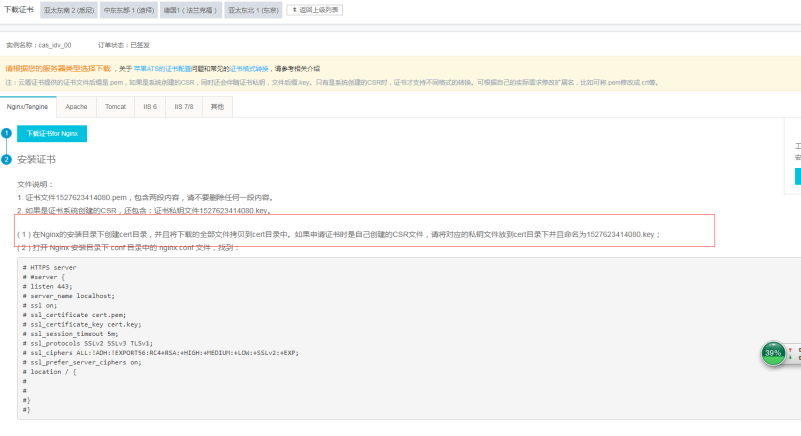 下载证书 亚太东南 2 (悉尼) 中东东部 1 (迪拜) 德国1 ( 法兰克福 ) 亚太东北 1 (东京) 返回上级列表
实例名称：cas_idv_00 订单状态：已签发
请根据您的服务器类型选择下载 ，关于 苹果ATS的证书配置问题和常见的证书格式转换，请参考相关介绍
注：云盾证书提供的证书文件后缀是.pem，如果是系统创建的CSR，同时还会伴随证书私钥，文件后缀.key。只有是系统创建的CSR时，证书才支持不同格式的转换。可根据自己的实际需求修改扩展名，比如可将.pem修改成.crt等。
Nginx/Tengine Apache Tomcat IIS 6 IIS 7/8 其他
1 下载证书for Nginx
2 安装证书
文件说明：
1. 证书文件1527623414080.pem，包含两段内容，请不要删除任何一段内容。
2. 如果是证书系统创建的CSR，还包含：证书私钥文件1527623414080.key。
( 1 ) 在Nginx的安装目录下创建cert目录，并且将下载的全部文件拷贝到cert目录中。如果申请证书时是自己创建的CSR文件，请将对应的私钥文件放到cert目录下并且命名为1527623414080.key；
( 2 ) 打开 Nginx 安装目录下 conf 目录中的 nginx.conf 文件，找到：
# HTTPS server
# #server {
# listen 443;
# server_name localhost;
# ssl on;
# ssl_certificate cert.pem;
# ssl_certificate_key cert.key;
# ssl_session_timeout 5m;
# ssl_protocols SSLv2 SSLv3 TLSv1;
# ssl_ciphers ALL:!ADH:!EXPORT56:RC4+RSA:+HIGH:+MEDIUM:+LOW:+SSLv2:+EXP;
# ssl_prefer_server_ciphers on;
# location / {
#
#
#}
#}
39%